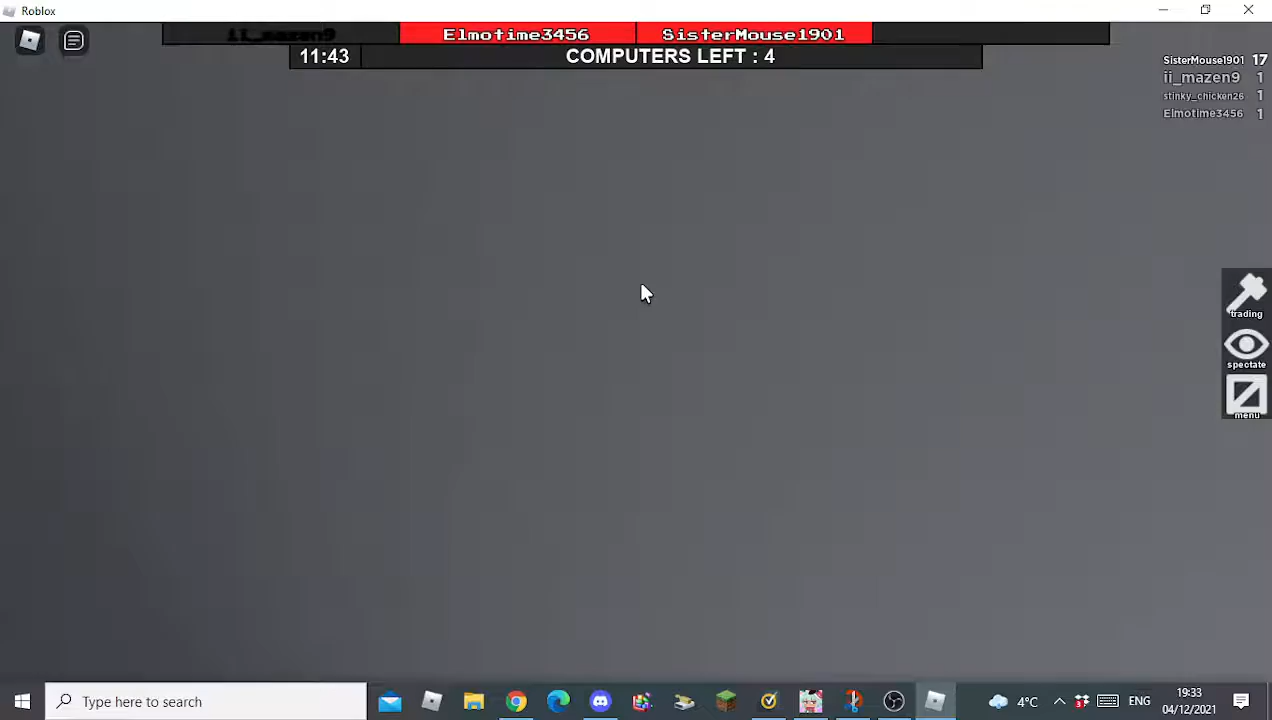 Roblox
ii_mazen9 Elmotime3456 SisterMouse1901
11:43 COMPUTERS LEFT : 4
SisterMouse1901 17
ii_mazen9 1
stinky_chicken26 1
Elmotime3456 1
trading
spectate
menu
Type here to search
4°C ENG
19:33
04/12/2021